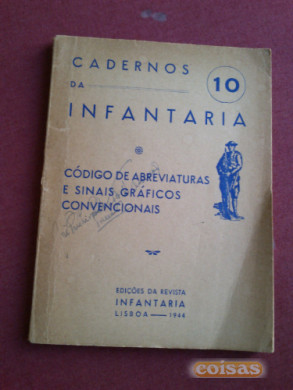 CADERNOS
DA
10
INFANTARIA
CÓDIGO DE ABREVIATURAS
E SINAIS GRÁFICOS
CONVENCIONAIS
EDIÇÕES DA REVISTA
INFANTARIA
LISBOA — 1944
coisas